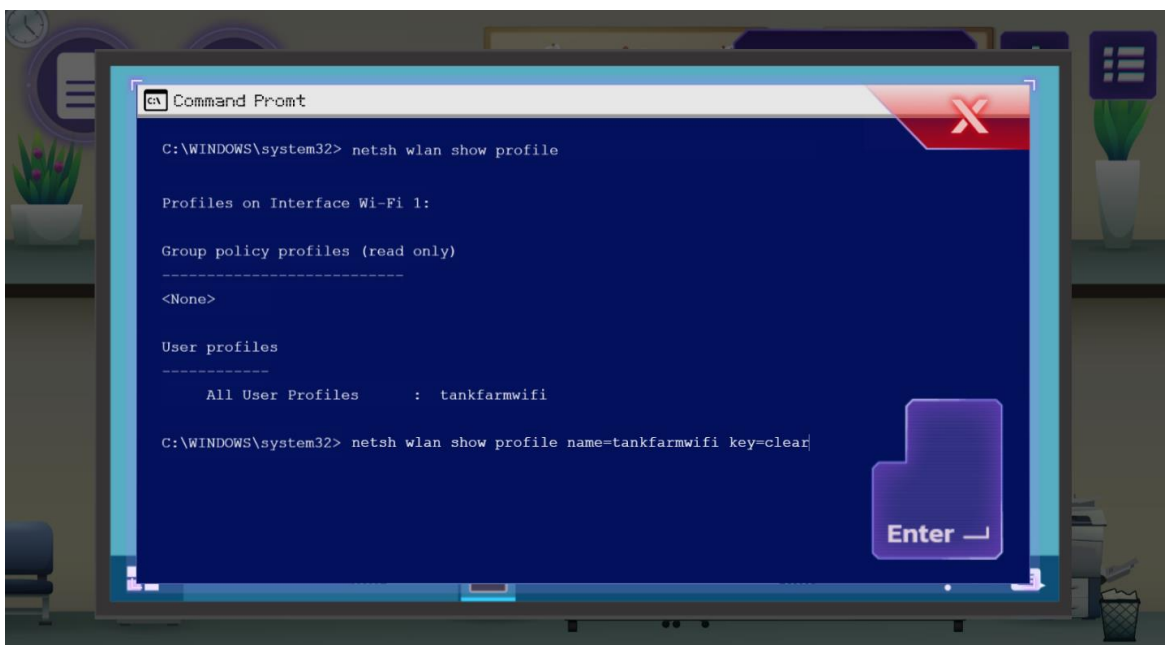 C:\ Command Promt
X
C:\WINDOWS\system32> netsh wlan show profile
Profiles on Interface Wi-Fi 1:
Group policy profiles (read only)
---------------------------
<None>
User profiles
------------
All User Profiles : tankfarmwifi
C:\WINDOWS\system32> netsh wlan show profile name=tankfarmwifi key=clear
Enter